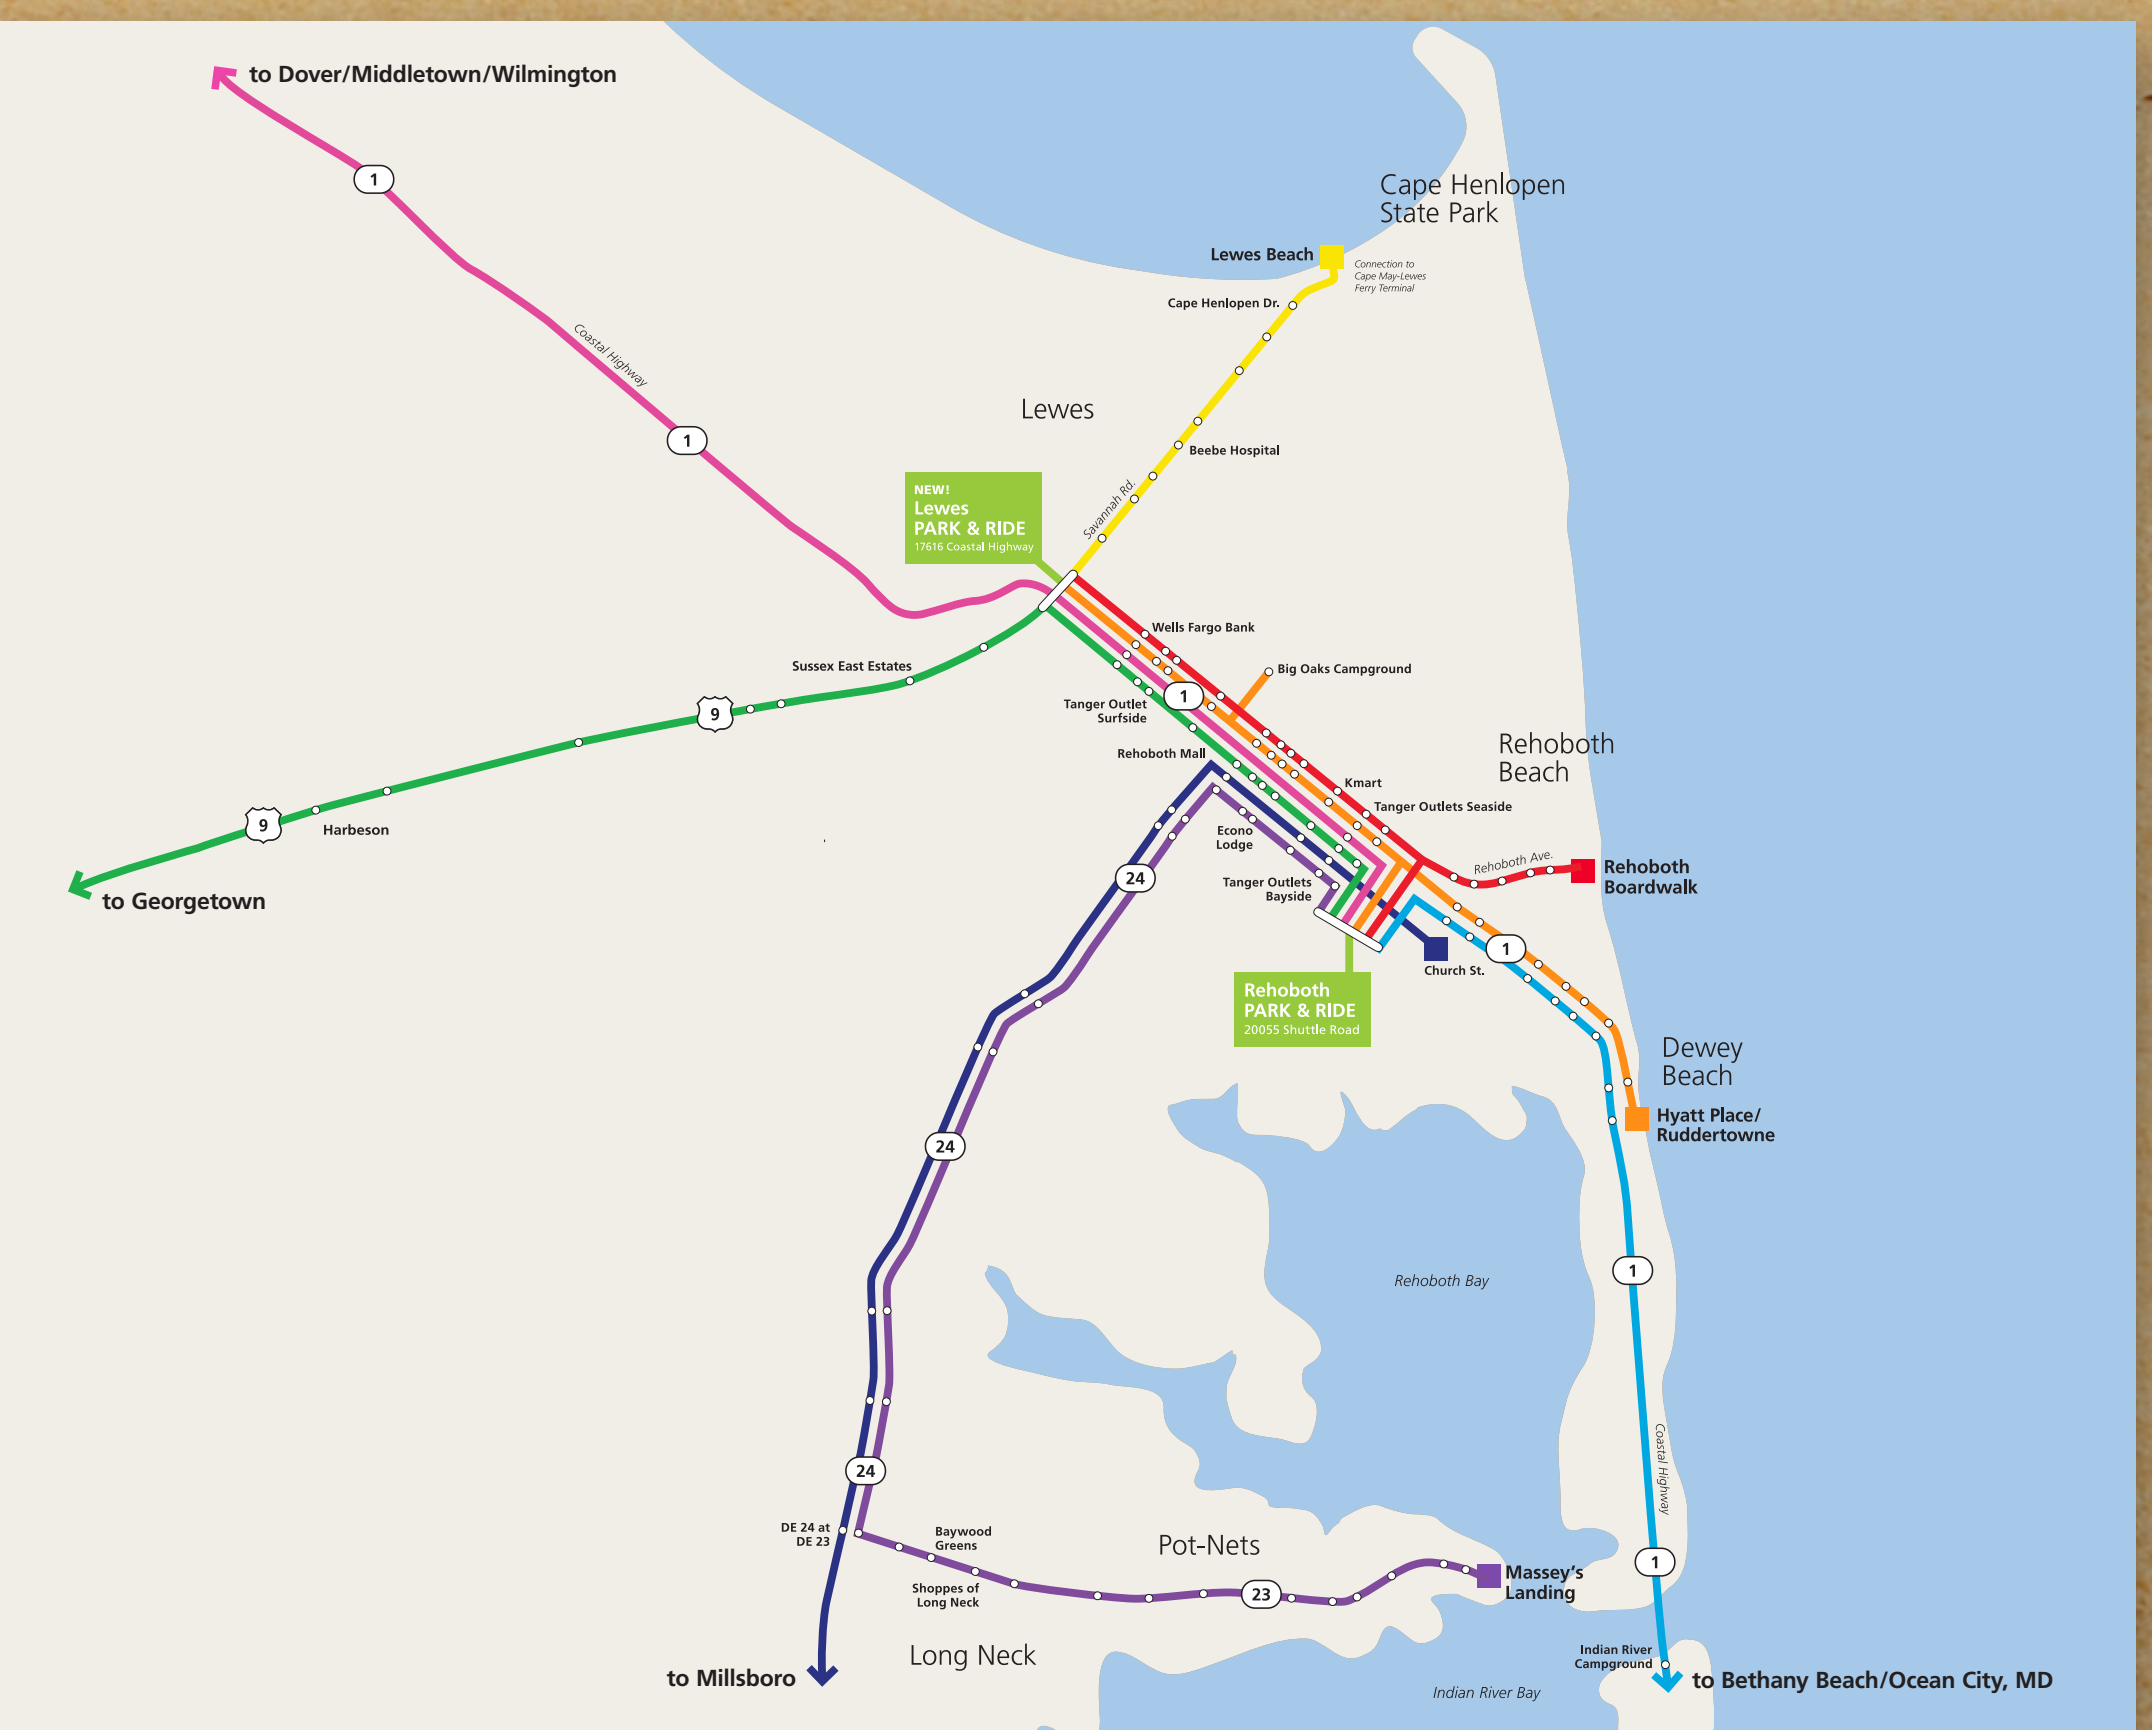 to Dover/Middletown/Wilmington
1
Cape Henlopen
State Park
Lewes Beach
Connection to
Cape May-Lewes
Ferry Terminal
Cape Henlopen Dr.
Coastal Highway
Lewes
1
Beebe Hospital
Savannah Rd.
NEW!
Lewes
PARK & RIDE
17616 Coastal Highway
Wells Fargo Bank
Sussex East Estates
Big Oaks Campground
1
Tanger Outlet
Surfside
9
Rehoboth Mall
Rehoboth
Beach
Kmart
Tanger Outlets Seaside
9
Harbeson
Econo
Lodge
Rehoboth Ave.
Rehoboth
Boardwalk
24
Tanger Outlets
Bayside
to Georgetown
1
Church St.
Rehoboth
PARK & RIDE
20055 Shuttle Road
Dewey
Beach
Hyatt Place/
Ruddertowne
24
1
Rehoboth Bay
Coastal Highway
24
DE 24 at
DE 23
Baywood
Greens
Pot-Nets
1
Massey's
Landing
Shoppes of
Long Neck
23
Long Neck
Indian River
Campground
to Millsboro
to Bethany Beach/Ocean City, MD
Indian River Bay